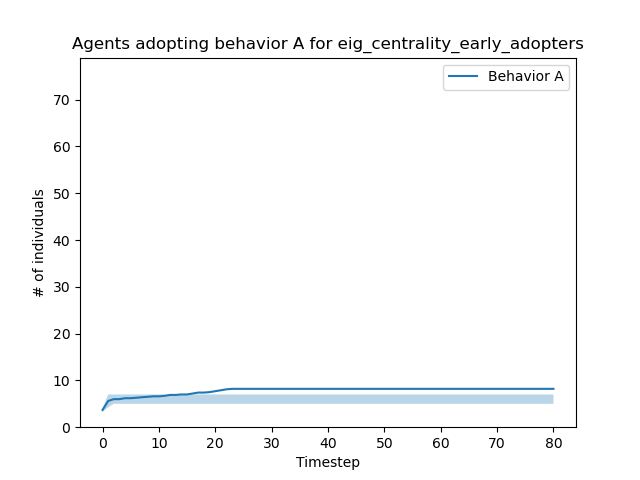 Agents adopting behavior A for eig_centrality_early_adopters
Behavior A
# of individuals
70
60
50
40
30
20
10
0
0 10 20 30 40 50 60 70 80
Timestep